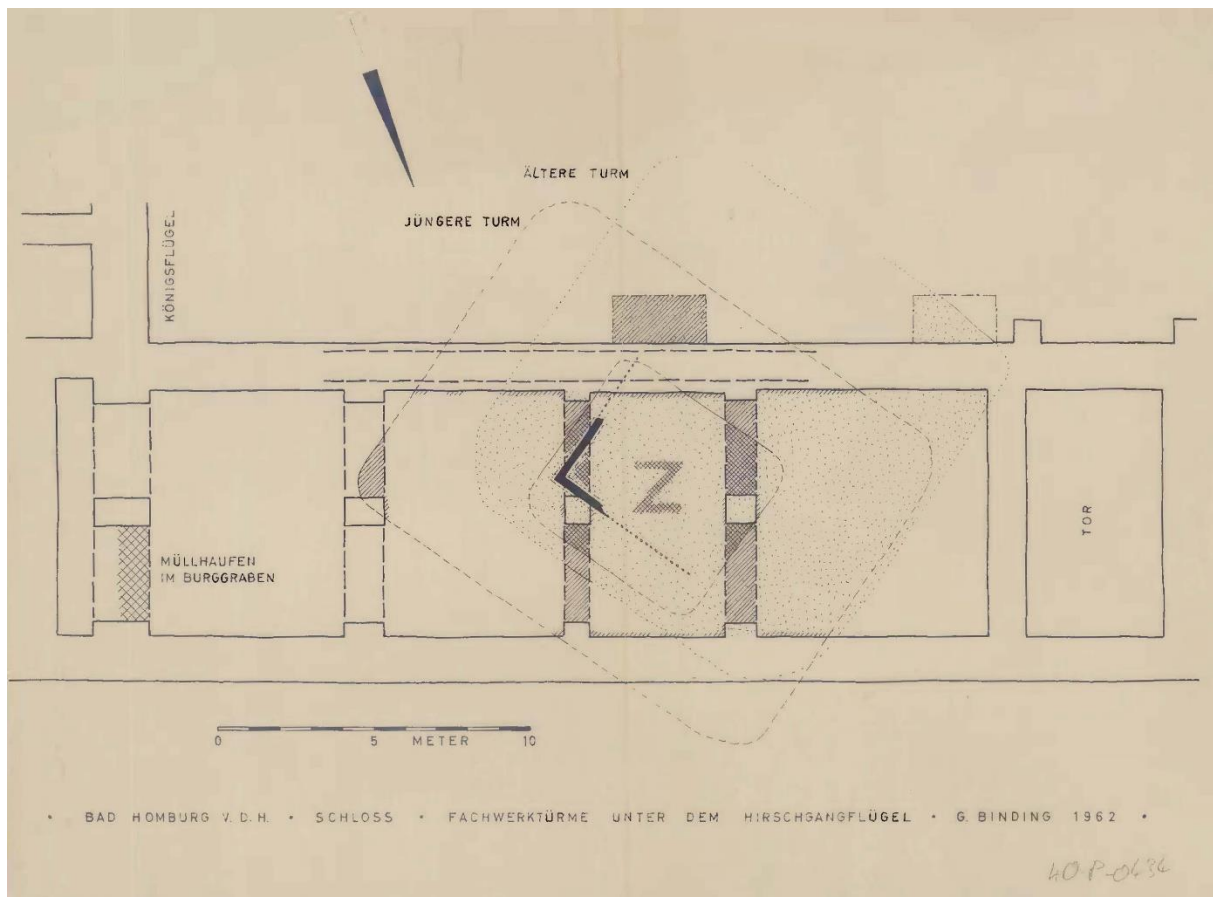 ÄLTERE TURM
JÜNGERE TURM
KÖNIGSFLÜGEL
Z
TOR
MÜLLHAUFEN
IM BURGGRABEN
0 5 METER 10
• BAD HOMBURG V. D. H. • SCHLOSS • FACHWERKTÜRME UNTER DEM HIRSCHGANGFLÜGEL • G. BINDING 1962 •
40-P-0434